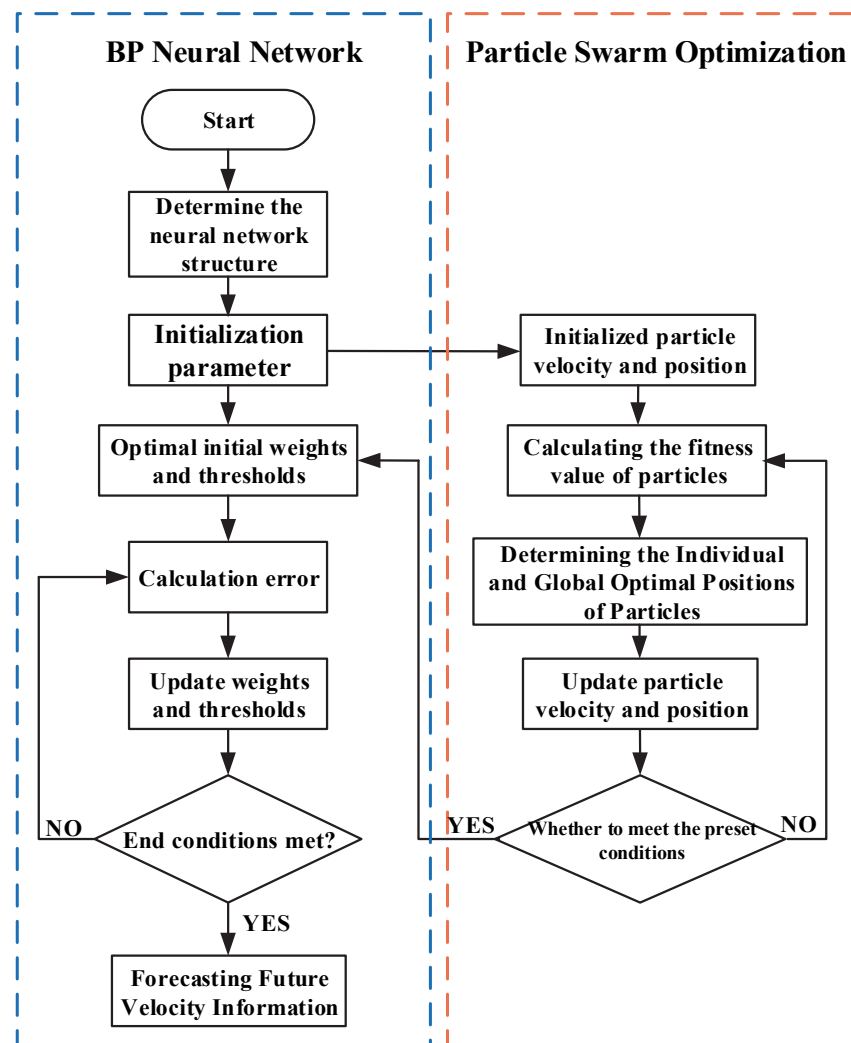 BP Neural Network
Start
Determine the
neural network
structure
Initialization
parameter
Optimal initial weights
and thresholds
Calculation error
Update weights
and thresholds
NO
End conditions met?
YES
Forecasting Future
Velocity Information
Particle Swarm Optimization
Initialized particle
velocity and position
Calculating the fitness
value of particles
Determining the Individual
and Global Optimal Positions
of Particles
Update particle
velocity and position
YES
Whether to meet the preset
conditions
NO